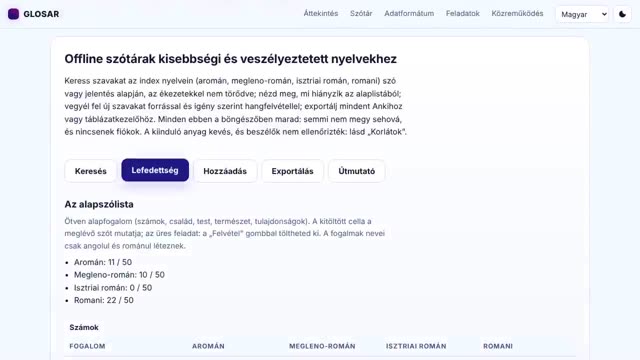 GLOSAR
Áttekintés Szótár Adatformátum Feladatok Közreműködés Magyar
Offline szótárak kisebbségi és veszélyeztetett nyelvekhez
Keress szavakat az index nyelvein (aromán, megleno-román, isztriai román, romani) szó
vagy jelentés alapján, az ékezetekkel nem törődve; nézd meg, mi hiányzik az alaplistából;
vegyél fel új szavakat forrással és igény szerint hangfelvétellel; exportálj mindent Ankihoz
vagy táblázatkezelőhöz. Minden ebben a böngészőben marad: semmi nem megy sehová,
és nincsenek fiókok. A kiinduló anyag kevés, és beszélők nem ellenőrizték: lásd „Korlátok”.
Keresés Lefedettség Hozzáadás Exportálás Útmutató
Az alapszólista
Ötven alapfogalom (számok, család, test, természet, tulajdonságok). A kitöltött cella a
meglévő szót mutatja; az üres feladat: a „Felvétel” gombbal töltheted ki. A fogalmak nevei
csak angolul és románul léteznek.
• Aromán: 11 / 50
• Megleno-román: 10 / 50
• Isztriai román: 0 / 50
• Romani: 22 / 50
Számok
FOGALOM AROMÁN MEGLENO-ROMÁN ISZTRIAI ROMÁN ROMANI